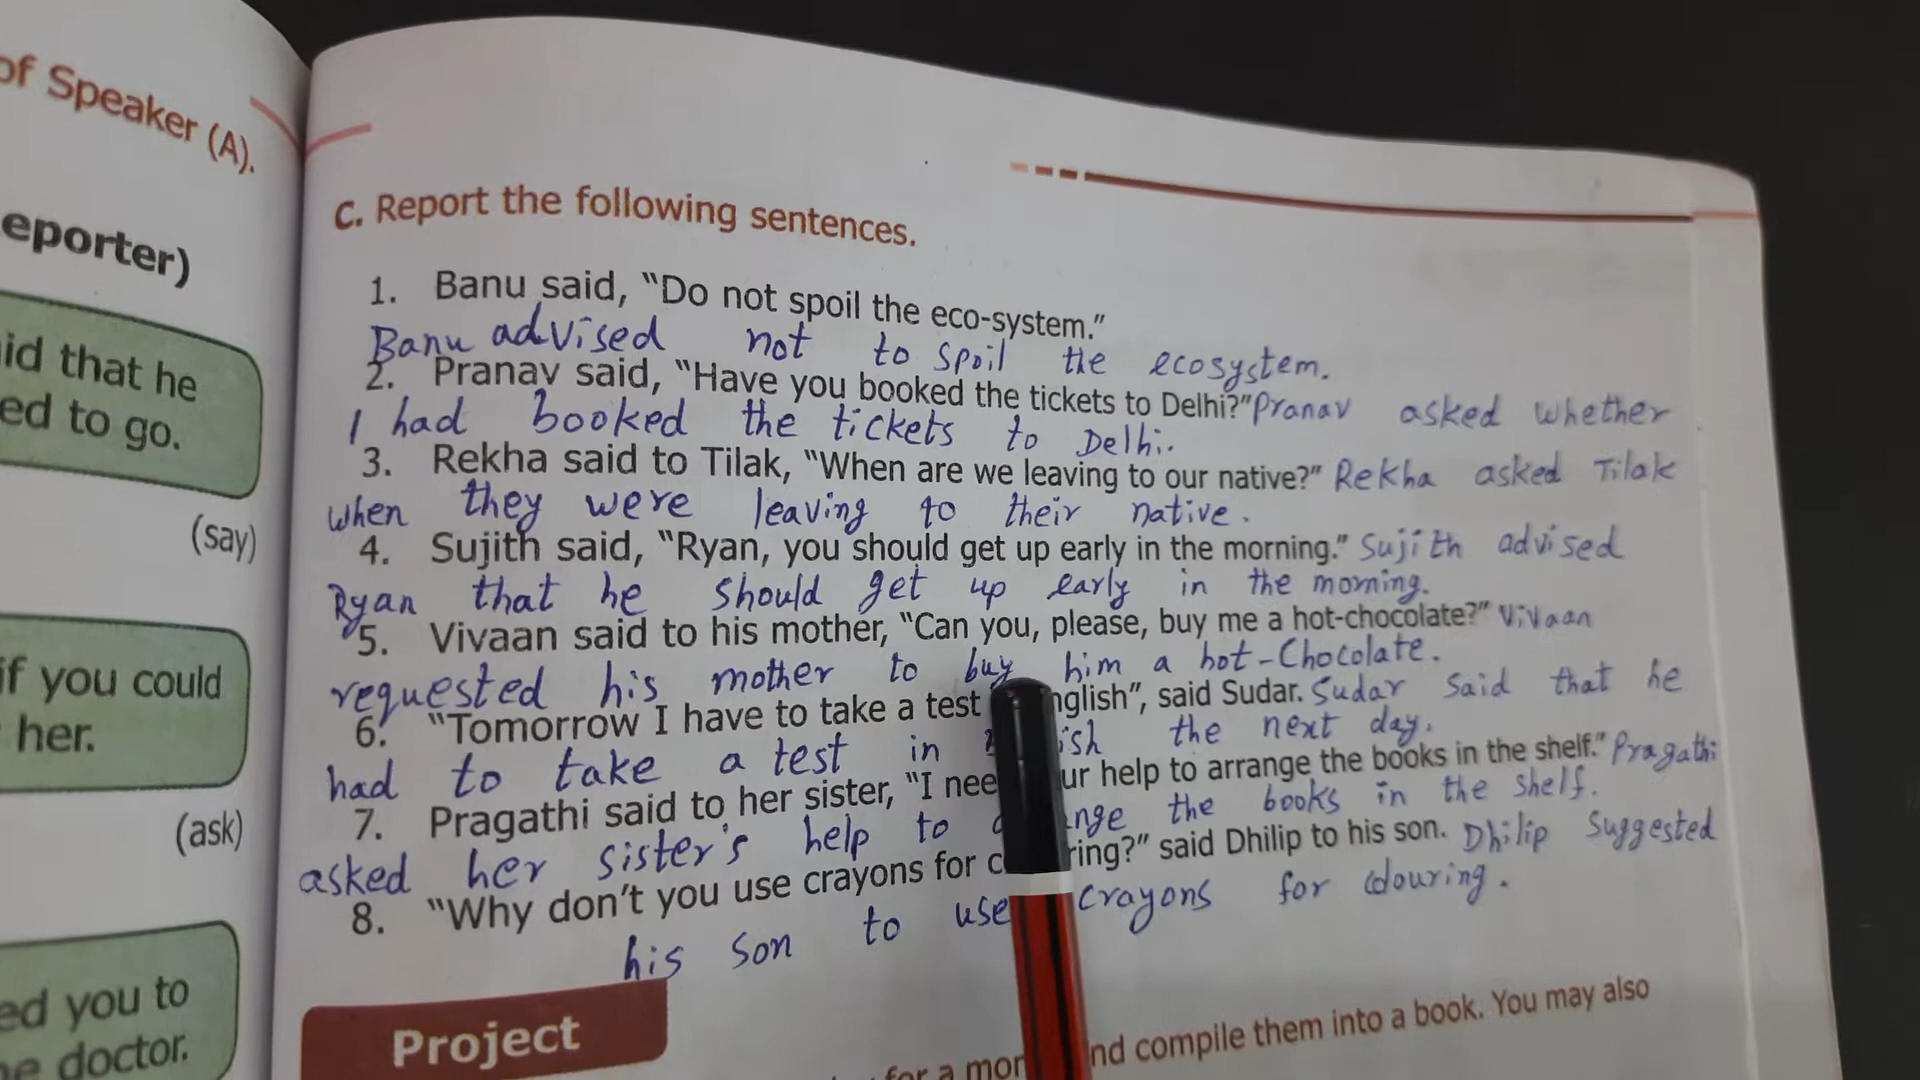 of Speaker (A).
eporter)
id that he
ed to go.
(say)
if you could
her.
(ask)
ed you to
doctor.
C. Report the following sentences.
1. Banu said, “Do not spoil the eco-system.”
Banu advised not to spoil the ecosystem.
2. Pranav said, “Have you booked the tickets to Delhi?” Pranav asked whether
I had booked the tickets to Delhi.
3. Rekha said to Tilak, “When are we leaving to our native?” Rekha asked Tilak
when they were leaving to their native.
4. Sujith said, “Ryan, you should get up early in the morning.” Sujith advised
Ryan that he should get up early in the morning.
5. Vivaan said to his mother, “Can you, please, buy me a hot-chocolate?” Vivaan
requested his mother to buy him a hot-Chocolate.
6. “Tomorrow I have to take a test nglish”, said Sudar. Sudar said that he
had to take a test in ish the next day.
7. Pragathi said to her sister, “I nee ur help to arrange the books in the shelf.” Pragathi
asked her sister's help to nge the books in the shelf.
8. “Why don’t you use crayons for c ring?” said Dhilip to his son. Dhilip suggested
his son to use crayons for colouring.
Project
for a mon nd compile them into a book. You may also